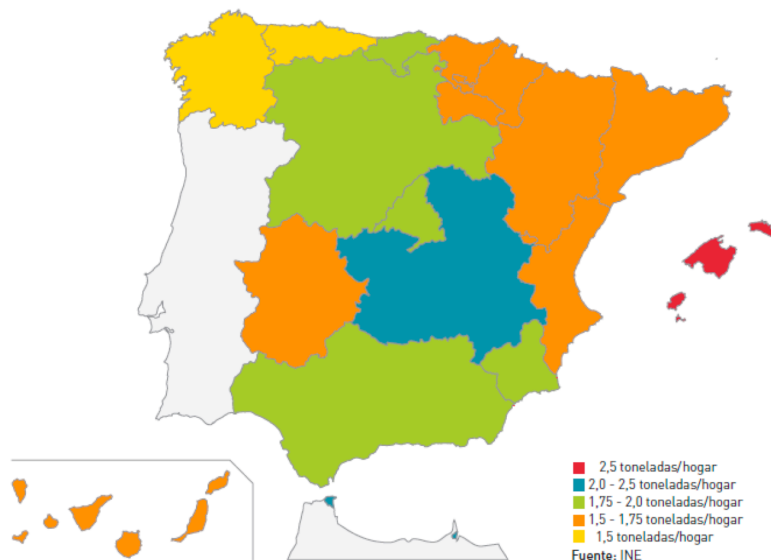 2,5 toneladas/hogar
2,0 - 2,5 toneladas/hogar
1,75 - 2,0 toneladas/hogar
1,5 - 1,75 toneladas/hogar
1,5 toneladas/hogar
Fuente: INE